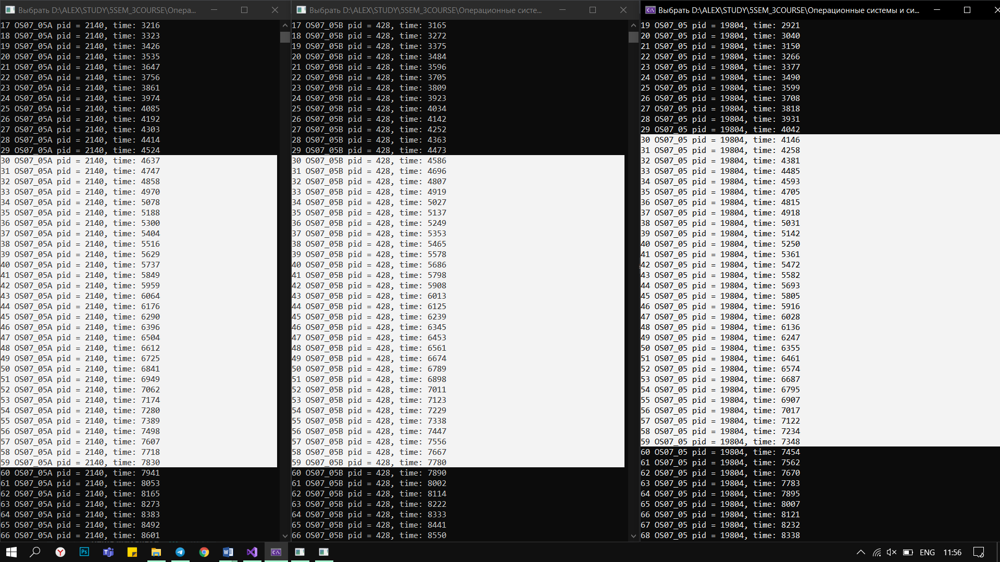 Выбрать D:\ALEX\STUDY\5SEM_3COURSE\Опера...
17 OS07_05A pid = 2140, time: 3216
18 OS07_05A pid = 2140, time: 3323
19 OS07_05A pid = 2140, time: 3426
20 OS07_05A pid = 2140, time: 3535
21 OS07_05A pid = 2140, time: 3647
22 OS07_05A pid = 2140, time: 3756
23 OS07_05A pid = 2140, time: 3861
24 OS07_05A pid = 2140, time: 3974
25 OS07_05A pid = 2140, time: 4085
26 OS07_05A pid = 2140, time: 4192
27 OS07_05A pid = 2140, time: 4303
28 OS07_05A pid = 2140, time: 4414
29 OS07_05A pid = 2140, time: 4524
30 OS07_05A pid = 2140, time: 4637
31 OS07_05A pid = 2140, time: 4747
32 OS07_05A pid = 2140, time: 4858
33 OS07_05A pid = 2140, time: 4970
34 OS07_05A pid = 2140, time: 5078
35 OS07_05A pid = 2140, time: 5188
36 OS07_05A pid = 2140, time: 5300
37 OS07_05A pid = 2140, time: 5404
38 OS07_05A pid = 2140, time: 5516
39 OS07_05A pid = 2140, time: 5629
40 OS07_05A pid = 2140, time: 5737
41 OS07_05A pid = 2140, time: 5849
42 OS07_05A pid = 2140, time: 5959
43 OS07_05A pid = 2140, time: 6064
44 OS07_05A pid = 2140, time: 6176
45 OS07_05A pid = 2140, time: 6290
46 OS07_05A pid = 2140, time: 6396
47 OS07_05A pid = 2140, time: 6504
48 OS07_05A pid = 2140, time: 6612
49 OS07_05A pid = 2140, time: 6725
50 OS07_05A pid = 2140, time: 6841
51 OS07_05A pid = 2140, time: 6949
52 OS07_05A pid = 2140, time: 7062
53 OS07_05A pid = 2140, time: 7174
54 OS07_05A pid = 2140, time: 7280
55 OS07_05A pid = 2140, time: 7389
56 OS07_05A pid = 2140, time: 7498
57 OS07_05A pid = 2140, time: 7607
58 OS07_05A pid = 2140, time: 7718
59 OS07_05A pid = 2140, time: 7830
60 OS07_05A pid = 2140, time: 7941
61 OS07_05A pid = 2140, time: 8053
62 OS07_05A pid = 2140, time: 8165
63 OS07_05A pid = 2140, time: 8273
64 OS07_05A pid = 2140, time: 8383
65 OS07_05A pid = 2140, time: 8492
66 OS07_05A pid = 2140, time: 8601
Выбрать D:\ALEX\STUDY\5SEM_3COURSE\Операционные систе...
17 OS07_05B pid = 428, time: 3165
18 OS07_05B pid = 428, time: 3272
19 OS07_05B pid = 428, time: 3375
20 OS07_05B pid = 428, time: 3484
21 OS07_05B pid = 428, time: 3596
22 OS07_05B pid = 428, time: 3705
23 OS07_05B pid = 428, time: 3809
24 OS07_05B pid = 428, time: 3923
25 OS07_05B pid = 428, time: 4034
26 OS07_05B pid = 428, time: 4142
27 OS07_05B pid = 428, time: 4252
28 OS07_05B pid = 428, time: 4363
29 OS07_05B pid = 428, time: 4473
30 OS07_05B pid = 428, time: 4586
31 OS07_05B pid = 428, time: 4696
32 OS07_05B pid = 428, time: 4807
33 OS07_05B pid = 428, time: 4919
34 OS07_05B pid = 428, time: 5027
35 OS07_05B pid = 428, time: 5137
36 OS07_05B pid = 428, time: 5249
37 OS07_05B pid = 428, time: 5353
38 OS07_05B pid = 428, time: 5465
39 OS07_05B pid = 428, time: 5578
40 OS07_05B pid = 428, time: 5686
41 OS07_05B pid = 428, time: 5798
42 OS07_05B pid = 428, time: 5908
43 OS07_05B pid = 428, time: 6013
44 OS07_05B pid = 428, time: 6125
45 OS07_05B pid = 428, time: 6239
46 OS07_05B pid = 428, time: 6345
47 OS07_05B pid = 428, time: 6453
48 OS07_05B pid = 428, time: 6561
49 OS07_05B pid = 428, time: 6674
50 OS07_05B pid = 428, time: 6789
51 OS07_05B pid = 428, time: 6898
52 OS07_05B pid = 428, time: 7011
53 OS07_05B pid = 428, time: 7123
54 OS07_05B pid = 428, time: 7229
55 OS07_05B pid = 428, time: 7338
56 OS07_05B pid = 428, time: 7447
57 OS07_05B pid = 428, time: 7556
58 OS07_05B pid = 428, time: 7667
59 OS07_05B pid = 428, time: 7780
60 OS07_05B pid = 428, time: 7890
61 OS07_05B pid = 428, time: 8002
62 OS07_05B pid = 428, time: 8114
63 OS07_05B pid = 428, time: 8222
64 OS07_05B pid = 428, time: 8333
65 OS07_05B pid = 428, time: 8441
66 OS07_05B pid = 428, time: 8550
Выбрать D:\ALEX\STUDY\5SEM_3COURSE\Операционные системы и си...
19 OS07_05 pid = 19804, time: 2921
20 OS07_05 pid = 19804, time: 3040
21 OS07_05 pid = 19804, time: 3150
22 OS07_05 pid = 19804, time: 3266
23 OS07_05 pid = 19804, time: 3377
24 OS07_05 pid = 19804, time: 3490
25 OS07_05 pid = 19804, time: 3599
26 OS07_05 pid = 19804, time: 3708
27 OS07_05 pid = 19804, time: 3818
28 OS07_05 pid = 19804, time: 3931
29 OS07_05 pid = 19804, time: 4042
30 OS07_05 pid = 19804, time: 4146
31 OS07_05 pid = 19804, time: 4258
32 OS07_05 pid = 19804, time: 4381
33 OS07_05 pid = 19804, time: 4485
34 OS07_05 pid = 19804, time: 4593
35 OS07_05 pid = 19804, time: 4705
36 OS07_05 pid = 19804, time: 4815
37 OS07_05 pid = 19804, time: 4918
38 OS07_05 pid = 19804, time: 5031
39 OS07_05 pid = 19804, time: 5142
40 OS07_05 pid = 19804, time: 5250
41 OS07_05 pid = 19804, time: 5361
42 OS07_05 pid = 19804, time: 5472
43 OS07_05 pid = 19804, time: 5582
44 OS07_05 pid = 19804, time: 5693
45 OS07_05 pid = 19804, time: 5805
46 OS07_05 pid = 19804, time: 5916
47 OS07_05 pid = 19804, time: 6028
48 OS07_05 pid = 19804, time: 6136
49 OS07_05 pid = 19804, time: 6247
50 OS07_05 pid = 19804, time: 6355
51 OS07_05 pid = 19804, time: 6461
52 OS07_05 pid = 19804, time: 6574
53 OS07_05 pid = 19804, time: 6687
54 OS07_05 pid = 19804, time: 6795
55 OS07_05 pid = 19804, time: 6907
56 OS07_05 pid = 19804, time: 7017
57 OS07_05 pid = 19804, time: 7122
58 OS07_05 pid = 19804, time: 7234
59 OS07_05 pid = 19804, time: 7348
60 OS07_05 pid = 19804, time: 7454
61 OS07_05 pid = 19804, time: 7562
62 OS07_05 pid = 19804, time: 7670
63 OS07_05 pid = 19804, time: 7783
64 OS07_05 pid = 19804, time: 7895
65 OS07_05 pid = 19804, time: 8007
66 OS07_05 pid = 19804, time: 8121
67 OS07_05 pid = 19804, time: 8232
68 OS07_05 pid = 19804, time: 8338
ENG 11:56